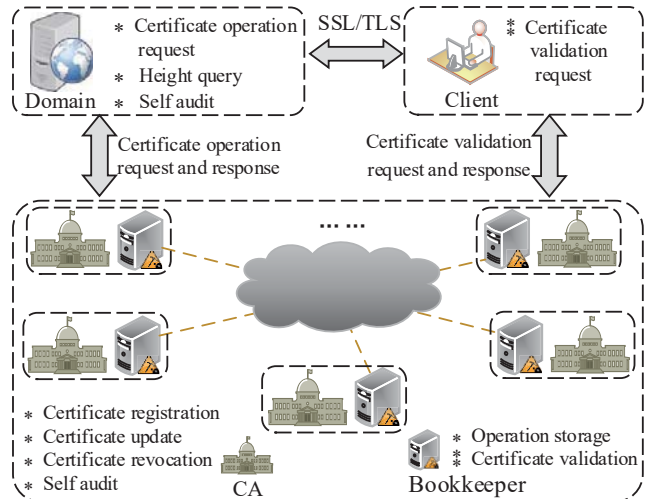 * Certificate operation
request
* Height query
* Self audit
Domain
SSL/TLS
* Certificate
* validation
request
Client
Certificate operation
request and response
Certificate validation
request and response
... ...
* Certificate registration
* Certificate update
* Certificate revocation
* Self audit
CA
* Operation storage
* Certificate validation
*
Bookkeeper